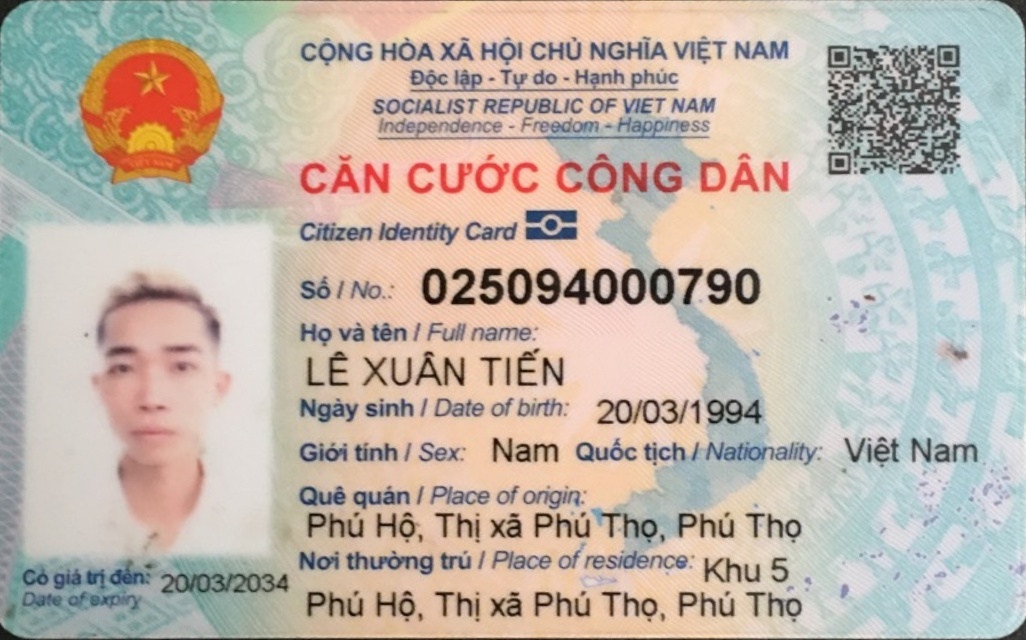 CỘNG HÒA XÃ HỘI CHỦ NGHĨA VIỆT NAM
Độc lập - Tự do - Hạnh phúc
SOCIALIST REPUBLIC OF VIET NAM
Independence - Freedom - Happiness
CĂN CƯỚC CÔNG DÂN
Citizen Identity Card
Số / No.: 025094000790
Họ và tên / Full name:
LÊ XUÂN TIẾN
Ngày sinh / Date of birth: 20/03/1994
Giới tính / Sex: Nam Quốc tịch / Nationality: Việt Nam
Quê quán / Place of origin:
Phú Hộ, Thị xã Phú Thọ, Phú Thọ
Nơi thường trú / Place of residence: Khu 5
Phú Hộ, Thị xã Phú Thọ, Phú Thọ
Có giá trị đến: 20/03/2034
Date of expiry
VIỆT NAM